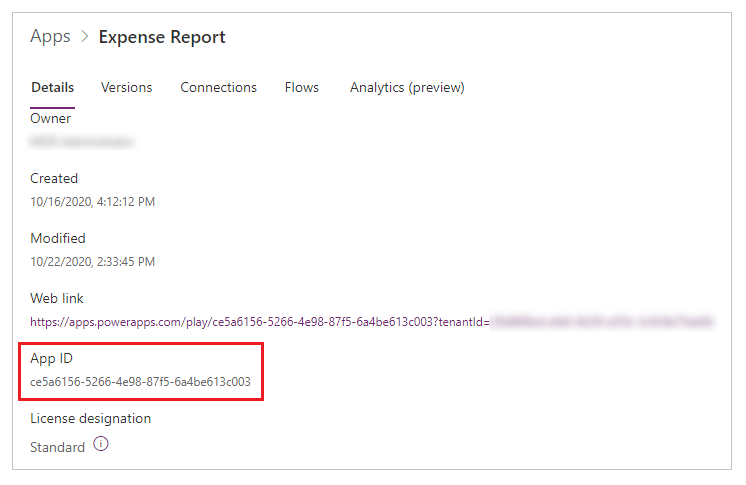 Apps > Expense Report
Details Versions Connections Flows Analytics (preview)
Owner
Created
10/16/2020, 4:12:12 PM
Modified
10/22/2020, 2:33:45 PM
Web link
https://apps.powerapps.com/play/ce5a6156-5266-4e98-87f5-6a4be613c003?tenantId=
App ID
ce5a6156-5266-4e98-87f5-6a4be613c003
License designation
Standard